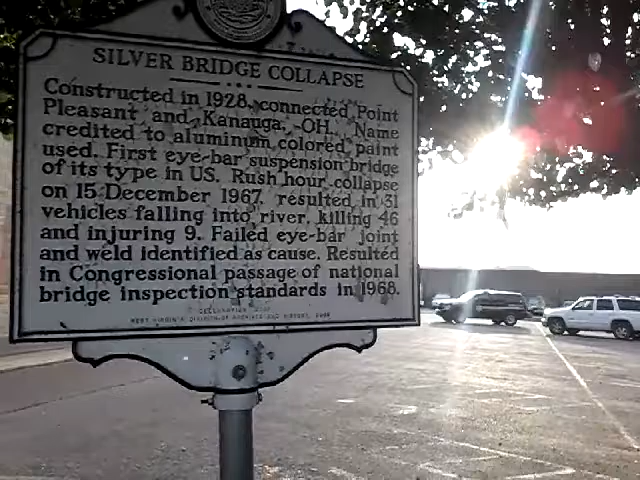 SILVER BRIDGE COLLAPSE
Constructed in 1928, connected Point
Pleasant and Kanauga, OH. Name
credited to aluminum colored paint
used. First eye-bar suspension bridge
of its type in US. Rush hour collapse
on 15 December 1967, resulted in 31
vehicles falling into river, killing 46
and injuring 9. Failed eye-bar joint
and weld identified as cause. Resulted
in Congressional passage of national
bridge inspection standards in 1968.
WEST VIRGINIA DIVISION OF ARCHIVES AND HISTORY